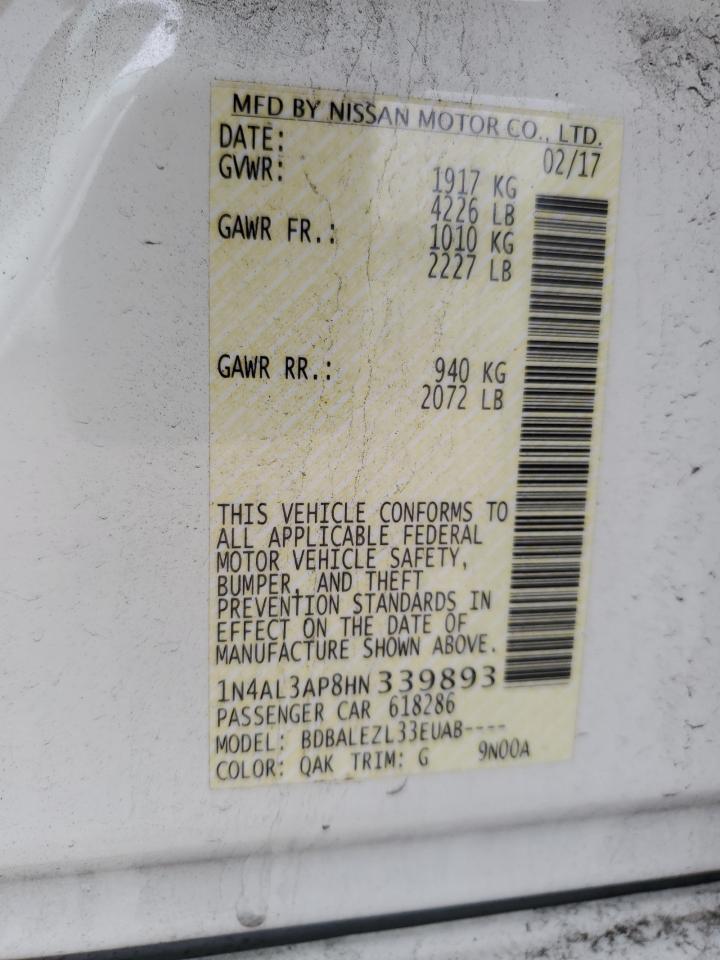 MFD BY NISSAN MOTOR CO., LTD.
DATE: 02/17
GVWR: 1917 KG
4226 LB
GAWR FR.: 1010 KG
2227 LB
GAWR RR.: 940 KG
2072 LB
THIS VEHICLE CONFORMS TO
ALL APPLICABLE FEDERAL
MOTOR VEHICLE SAFETY,
BUMPER, AND THEFT
PREVENTION STANDARDS IN
EFFECT ON THE DATE OF
MANUFACTURE SHOWN ABOVE.
1N4AL3AP8HN 339893
PASSENGER CAR 618286
MODEL: BDBALEZL33EUAB----
COLOR: QAK TRIM: G 9N00A